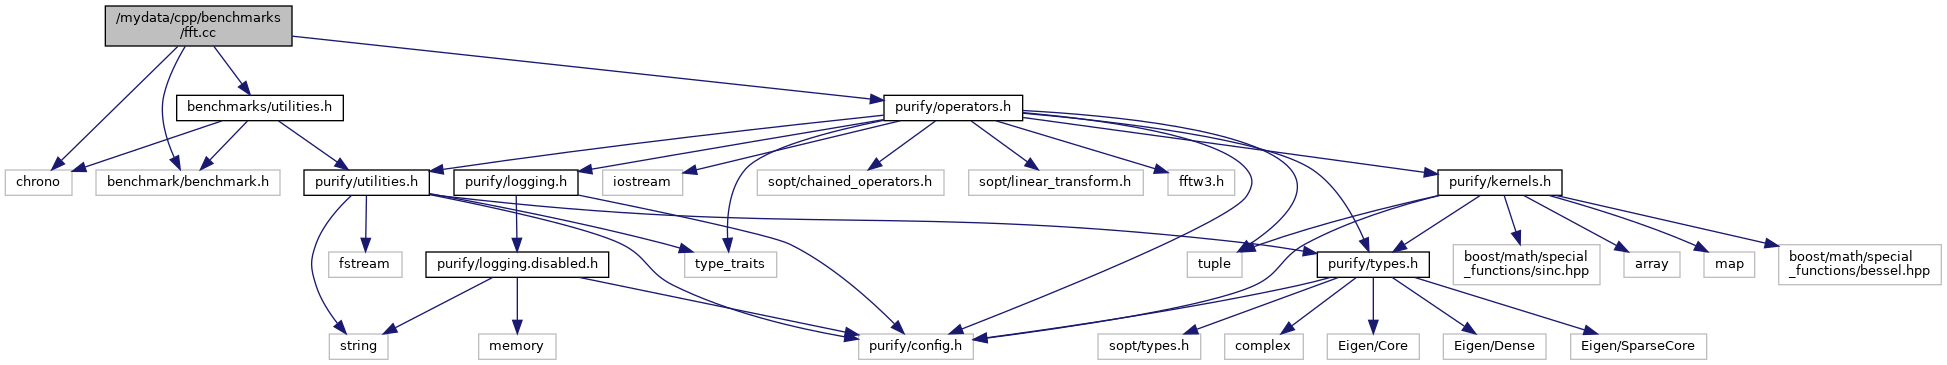 /mydata/cpp/benchmarks
/fft.cc
benchmarks/utilities.h
purify/operators.h
chrono
benchmark/benchmark.h
purify/utilities.h
purify/logging.h
iostream
sopt/chained_operators.h
sopt/linear_transform.h
fftw3.h
purify/kernels.h
fstream
purify/logging.disabled.h
type_traits
tuple
purify/types.h
boost/math/special
_functions/sinc.hpp
array
map
boost/math/special
_functions/bessel.hpp
string
memory
purify/config.h
sopt/types.h
complex
Eigen/Core
Eigen/Dense
Eigen/SparseCore